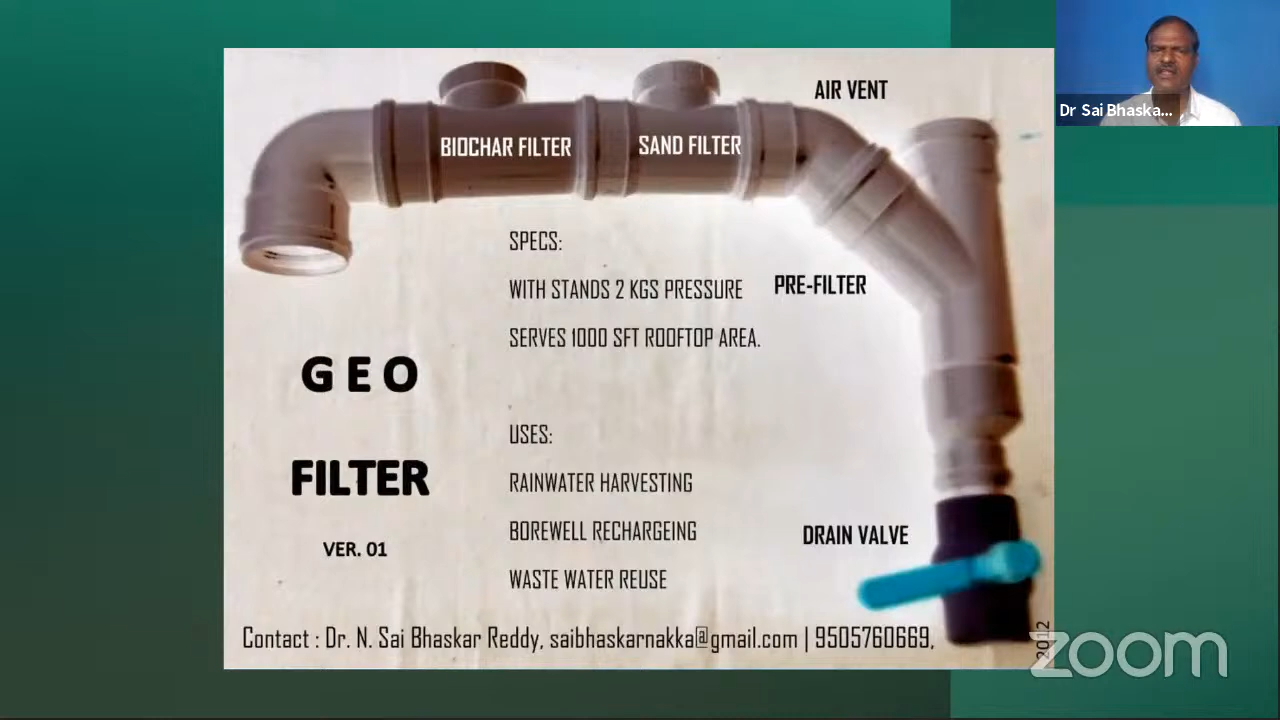 AIR VENT
Dr Sai Bhaska...
BIOCHAR FILTER
SAND FILTER
SPECS:
WITH STANDS 2 KGS PRESSURE
PRE-FILTER
SERVES 1000 SFT ROOFTOP AREA.
GEO
FILTER
VER. 01
USES:
RAINWATER HARVESTING
BOREWELL RECHARGEING
WASTE WATER REUSE
DRAIN VALVE
Contact : Dr. N. Sai Bhaskar Reddy, saibhaskarnakka@gmail.com | 9505760669,
2012
zoom